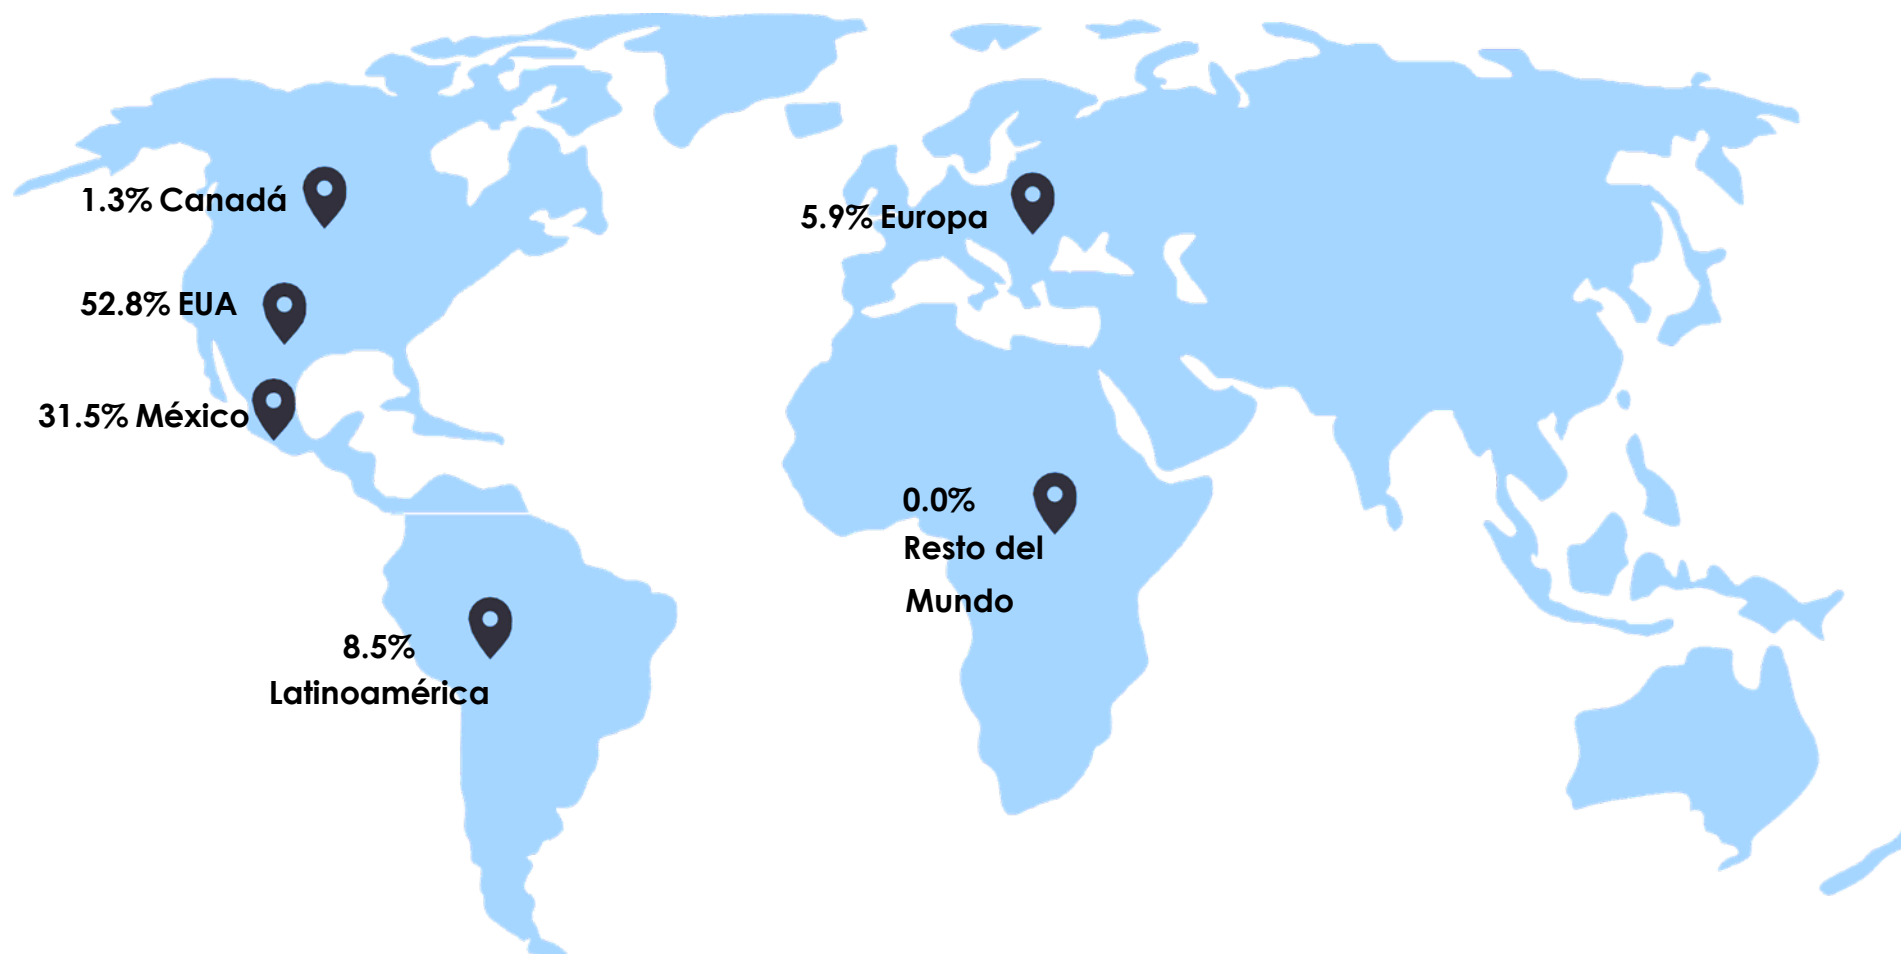 1.3% Canadá
5.9% Europa
52.8% EUA
31.5% México
0.0%
Resto del
Mundo
8.5%
Latinoamérica